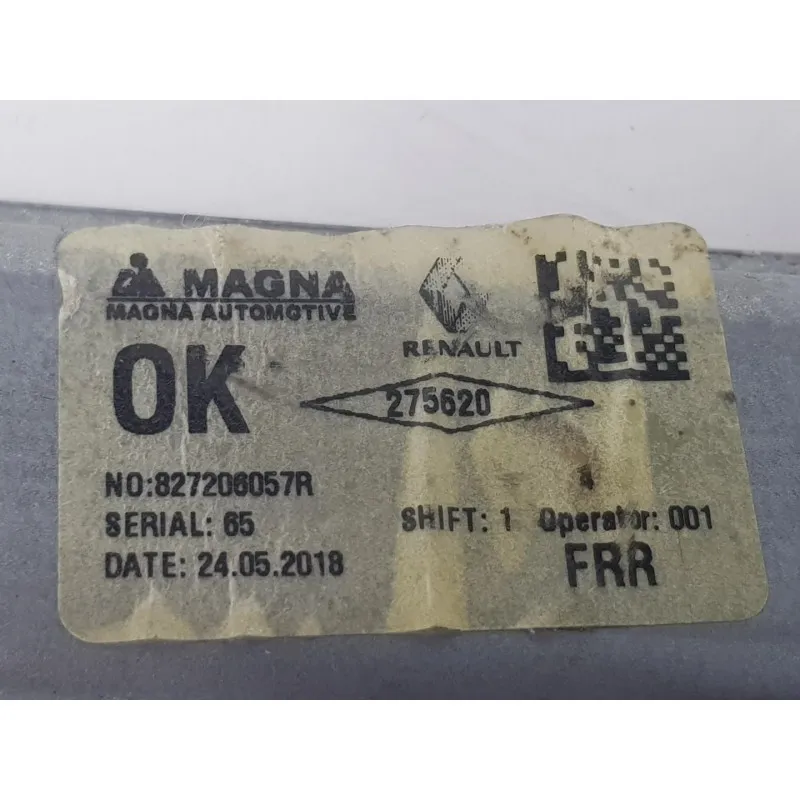 MAGNA
MAGNA AUTOMOTIVE
RENAULT
OK
275620
NO:827206057R
SERIAL: 65
SHIFT: 1 Operator: 001
DATE: 24.05.2018
FRR